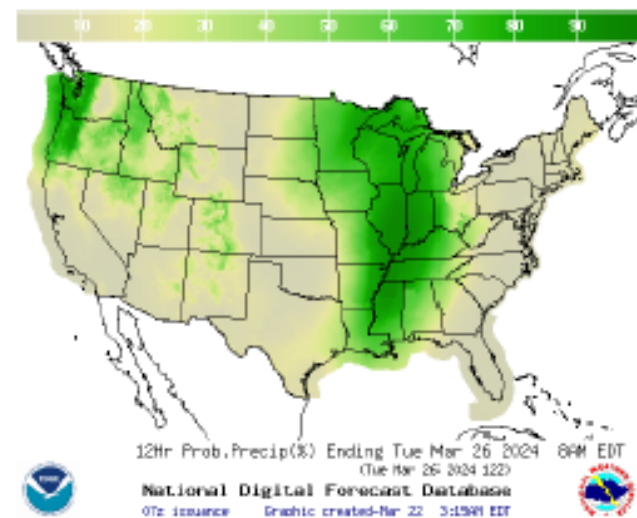 10 20 30 40 50 60 70 80 90
12Hr Prob.Precip(%) Ending Tue Mar 26 2024 8AM EDT
(Tue Mar 26 2024 12Z)
National Digital Forecast Database
07z issuance Graphic created-Mar 22 3:19AM EDT